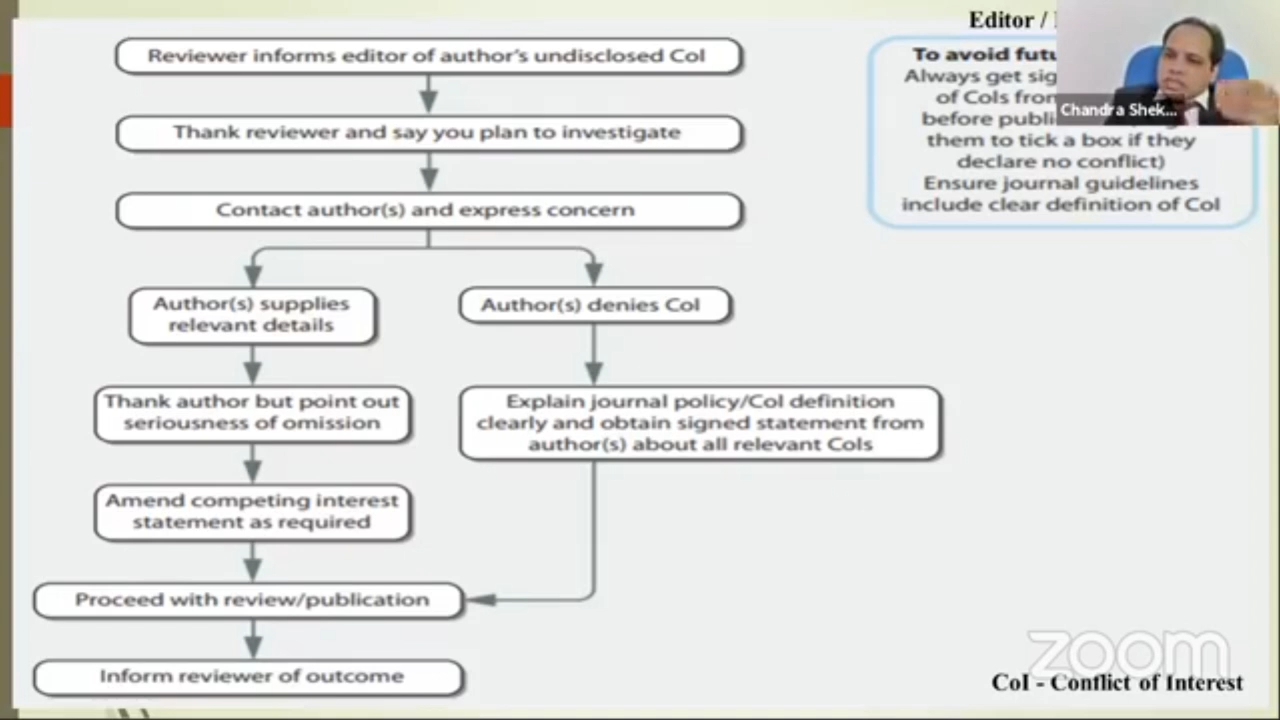 Editor /
Reviewer informs editor of author's undisclosed CoI
Thank reviewer and say you plan to investigate
Contact author(s) and express concern
To avoid
Always get
of CoIs
before
them to tick a box if they
declare no conflict)
Ensure journal guidelines
include clear definition of CoI
Chandra Shek...
Author(s) supplies
relevant details
Author(s) denies CoI
Thank author but point out
seriousness of omission
Explain journal policy/CoI definition
clearly and obtain signed statement from
author(s) about all relevant CoIs
Amend competing interest
statement as required
Proceed with review/publication
Inform reviewer of outcome
zoom
CoI - Conflict of Interest